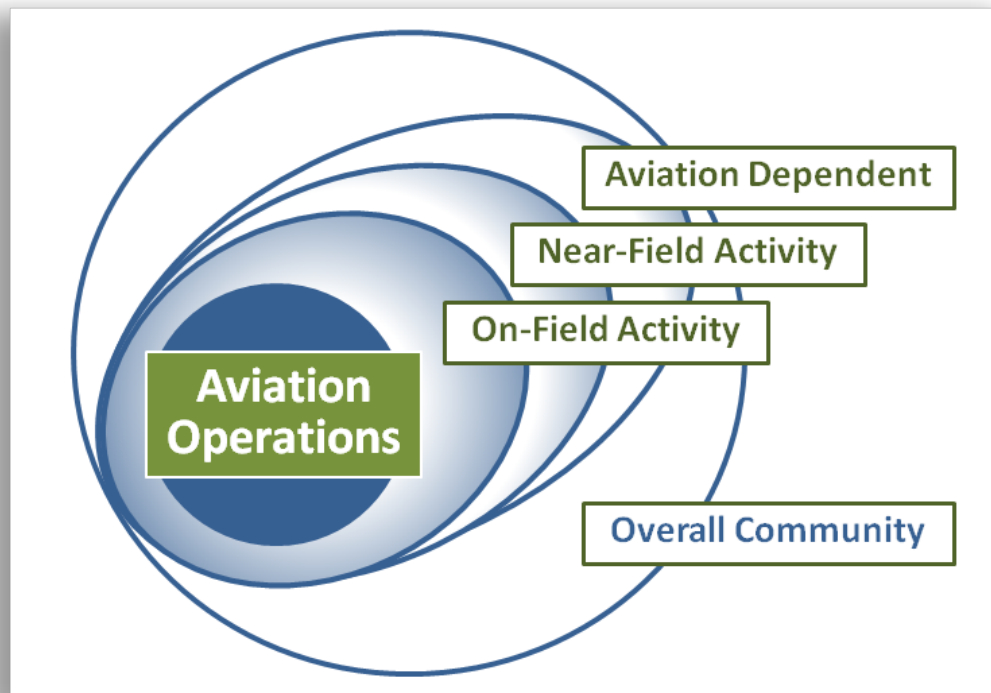 Aviation Dependent
Near-Field Activity
On-Field Activity
Aviation
Operations
Overall Community